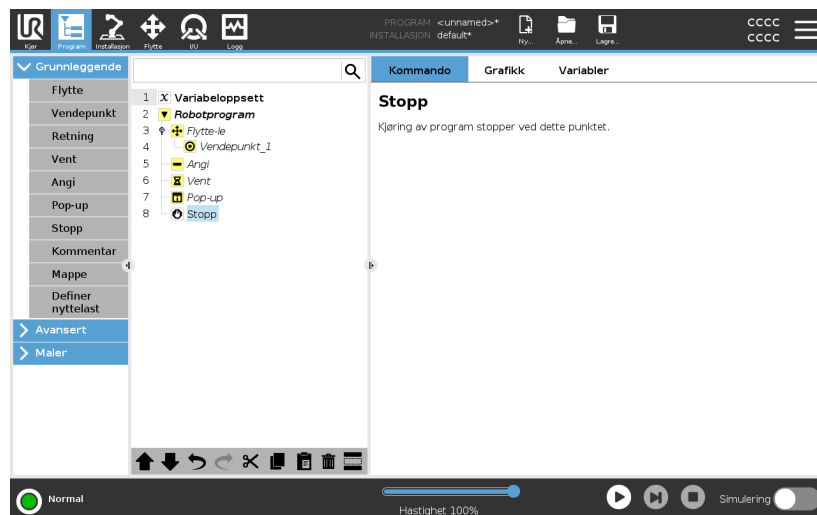 UR
Kjør
Program
Installasjon
Flytte
I/U
Logg
PROGRAM <unnamed>*
INSTALLASJON default*
Ny...
Åpne...
Lagre...
CCCC
CCCC
Grunnleggende
Flytte
Vendepunkt
Retning
Vent
Angi
Pop-up
Stopp
Kommentar
Mappe
Definer
nyttelast
Avansert
Maler
1 X Variabeloppsett
2 Robotprogram
3 Flytte-le
4 Vendepunkt_1
5 Angi
6 Vent
7 Pop-up
8 Stopp
Kommando
Grafikk
Variabler
Stopp
Kjøring av program stopper ved dette punktet.
Normal
Hastighet 100%
Simulering